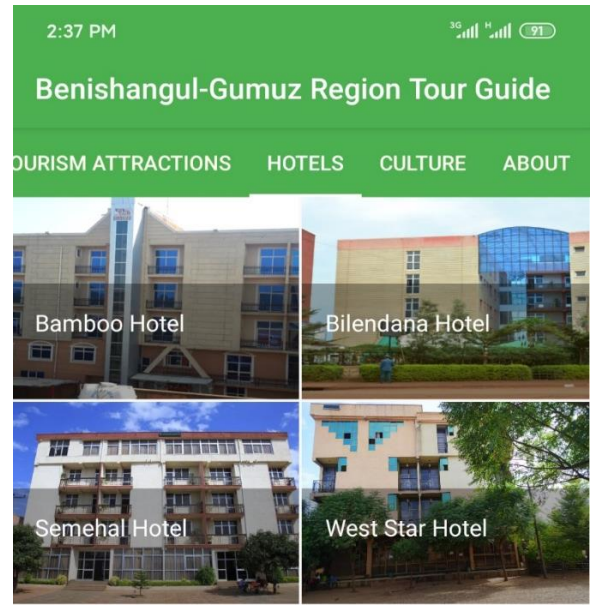 2:37 PM
3G H 91
Benishangul-Gumuz Region Tour Guide
OURISM ATTRACTIONS HOTELS CULTURE ABOUT
Bamboo Hotel
Bilendana Hotel
Semehal Hotel
West Star Hotel